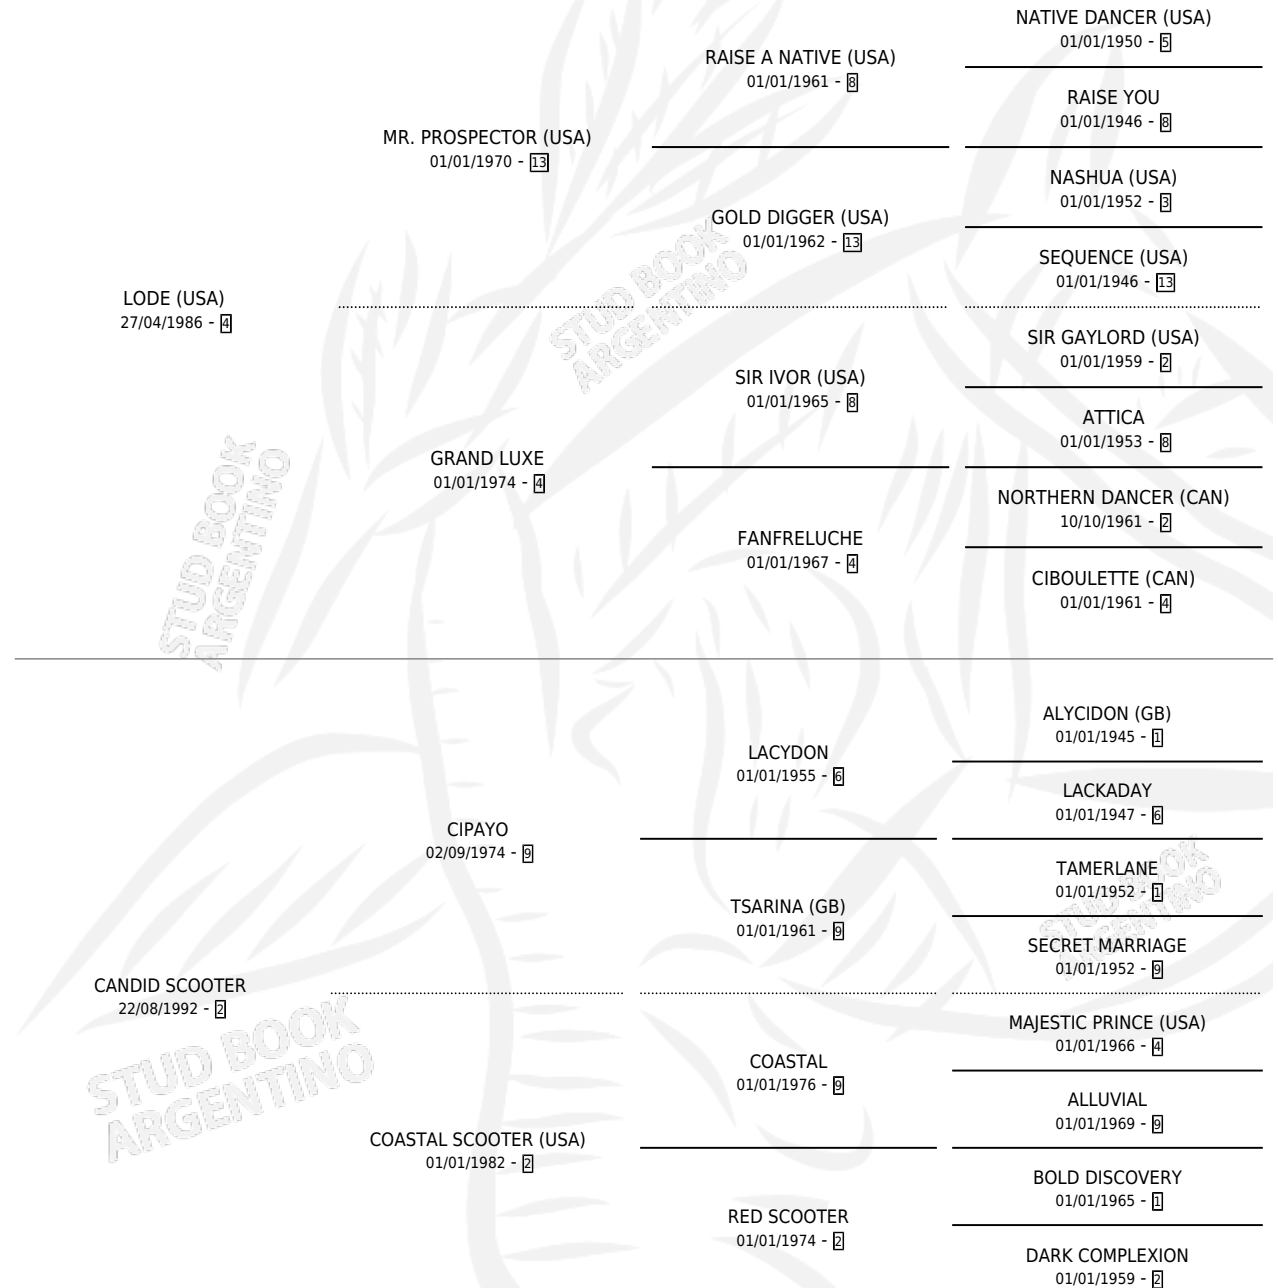 NATIVE DANCER (USA)
01/01/1950 - 5
RAISE A NATIVE (USA)
01/01/1961 - 8
RAISE YOU
01/01/1946 - 8
MR. PROSPECTOR (USA)
01/01/1970 - 13
NASHUA (USA)
01/01/1952 - 3
GOLD DIGGER (USA)
01/01/1962 - 13
SEQUENCE (USA)
01/01/1946 - 13
LODE (USA)
27/04/1986 - 4
STUD BOOK
ARGENTINO
SIR GAYLORD (USA)
01/01/1959 - 2
SIR IVOR (USA)
01/01/1965 - 8
ATTICA
01/01/1953 - 8
GRAND LUXE
01/01/1974 - 4
NORTHERN DANCER (CAN)
10/10/1961 - 2
FANFRELUCHE
01/01/1967 - 4
CIBOULETTE (CAN)
01/01/1961 - 4
STUD BOOK
ARGENTINO
ALYCIDON (GB)
01/01/1945 - 1
LACYDON
01/01/1955 - 6
LACKADAY
01/01/1947 - 6
CIPAYO
02/09/1974 - 9
TAMERLANE
01/01/1952 - 1
TSARINA (GB)
01/01/1961 - 9
SECRET MARRIAGE
01/01/1952 - 9
STUD BOOK
ARGENTINO
CANDID SCOOTER
22/08/1992 - 2
MAJESTIC PRINCE (USA)
01/01/1966 - 4
COASTAL
01/01/1976 - 9
ALLUVIAL
01/01/1969 - 9
STUD BOOK
ARGENTINO
COASTAL SCOOTER (USA)
01/01/1982 - 2
BOLD DISCOVERY
01/01/1965 - 1
RED SCOOTER
01/01/1974 - 2
DARK COMPLEXION
01/01/1959 - 2